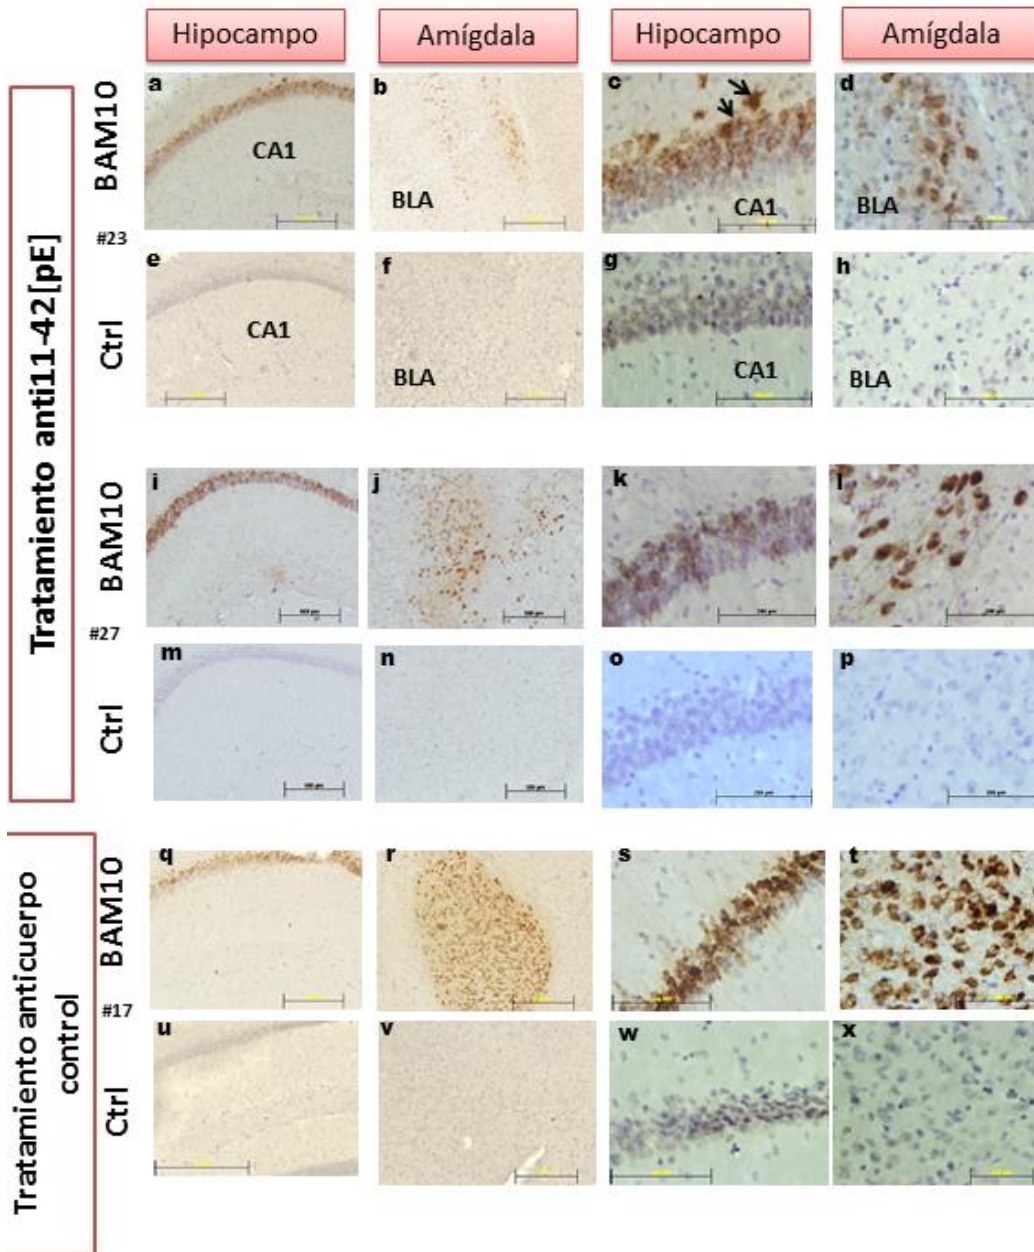 Hipocampo
Amígdala
Hipocampo
Amígdala
Tratamiento anti11-42[pE]
BAM10
a
CA1
b
BLA
c
CA1
d
BLA
#23
Ctrl
e
CA1
f
BLA
g
CA1
h
BLA
BAM10
i
j
k
l
#27
Ctrl
m
n
o
p
Tratamiento anticuerpo
control
BAM10
q
r
s
t
#17
Ctrl
u
v
w
x